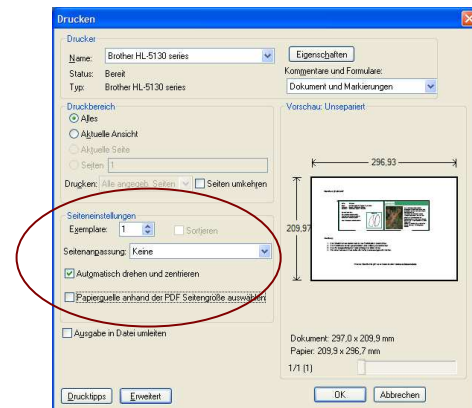 Drucken
Drucker
Name: Brother HL-5130 series
Eigenschaften
Status: Bereit
Kommentare und Formulare:
Typ: Brother HL-5130 series
Dokument und Markierungen
Druckbereich
Alles
Aktuelle Ansicht
Aktuelle Seite
Seiten 1
Drucken: Alle angegeb. Seiten
Seiten umkehren
Vorschau: Unsepariert
296,93
209,97
Seiteneinstellungen
Exemplare: 1
Sortieren
Seitenanpassung: Keine
Automatisch drehen und zentrieren
Papierquelle anhand der PDF Seitengröße auswählen
Ausgabe in Datei umleiten
Dokument: 297,0 x 209,9 mm
Papier: 209,9 x 296,7 mm
1/1 (1)
Drucktipps
Erweitert
OK
Abbrechen